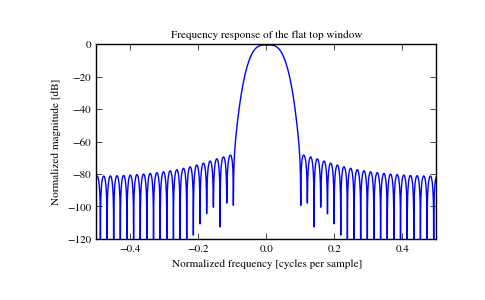 Frequency response of the flat top window
Normalized magnitude [dB]
0
−20
−40
−60
−80
−100
−120
−0.4 −0.2 0.0 0.2 0.4
Normalized frequency [cycles per sample]